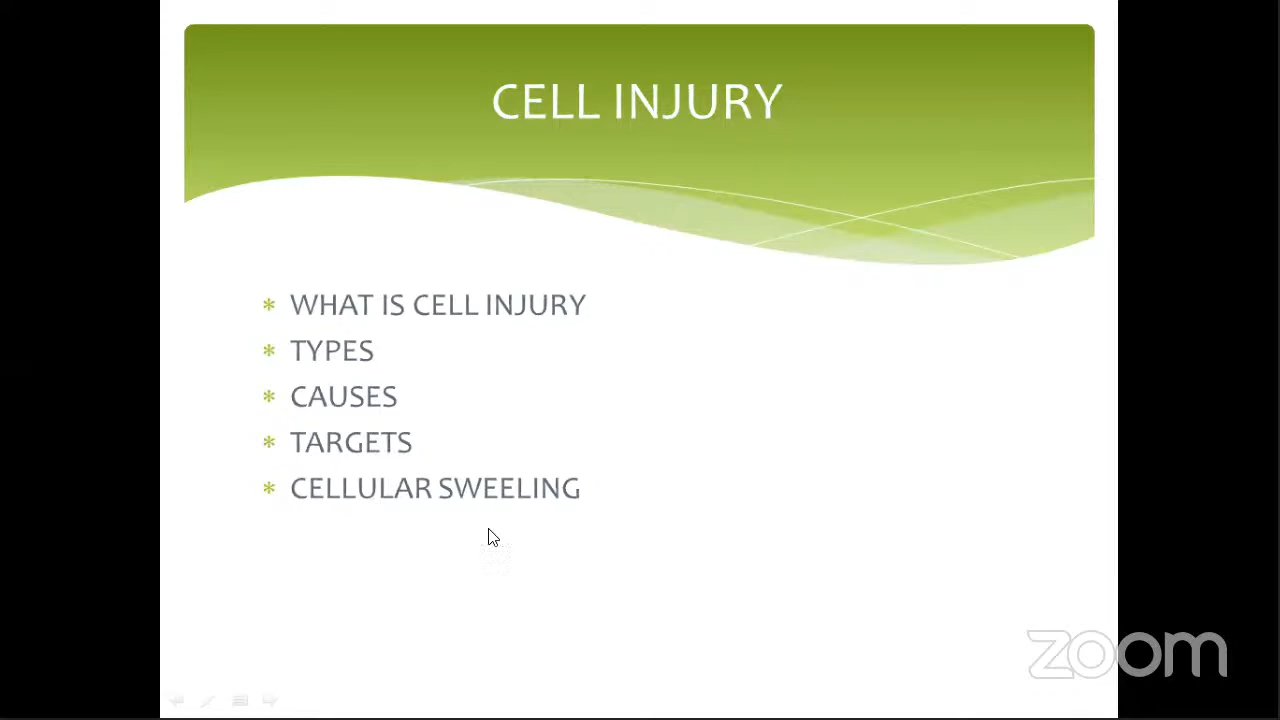 CELL INJURY
* WHAT IS CELL INJURY
* TYPES
* CAUSES
* TARGETS
* CELLULAR SWEELING
zoom